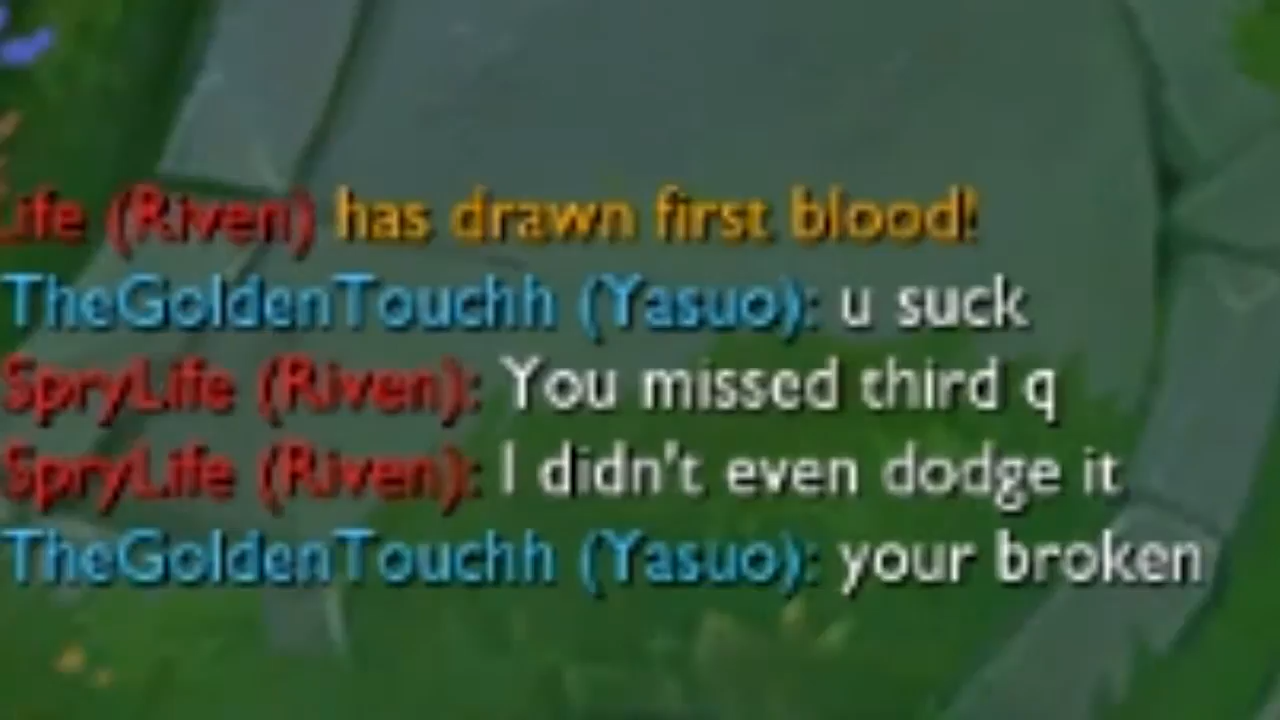 Life (Riven) has drawn first blood!
TheGoldenTouchh (Yasuo): u suck
SpryLife (Riven): You missed third q
SpryLife (Riven): I didn't even dodge it
TheGoldenTouchh (Yasuo): your broken